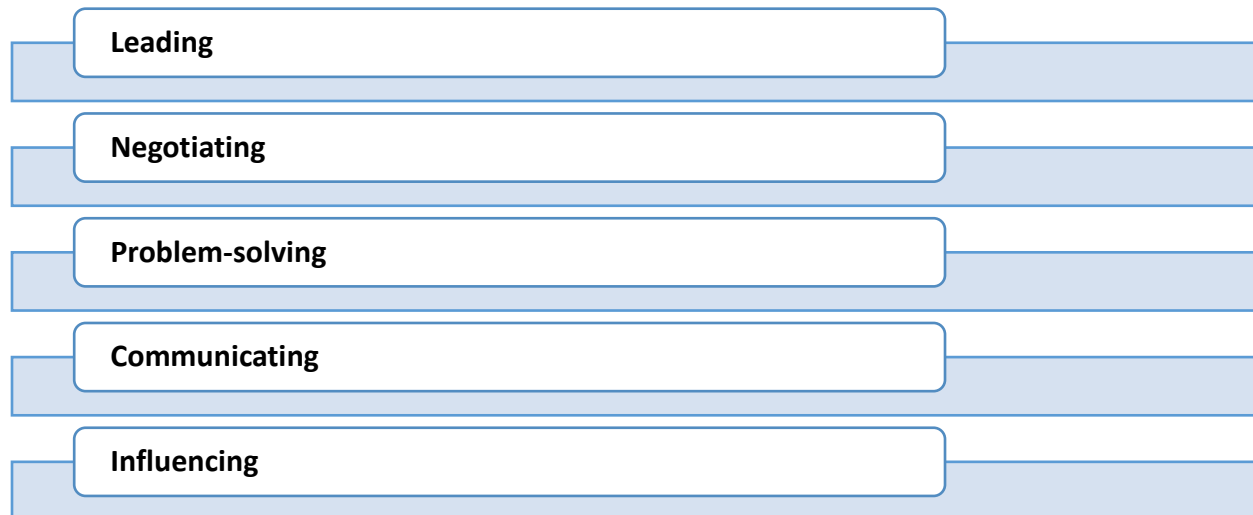 Leading
Negotiating
Problem-solving
Communicating
Influencing